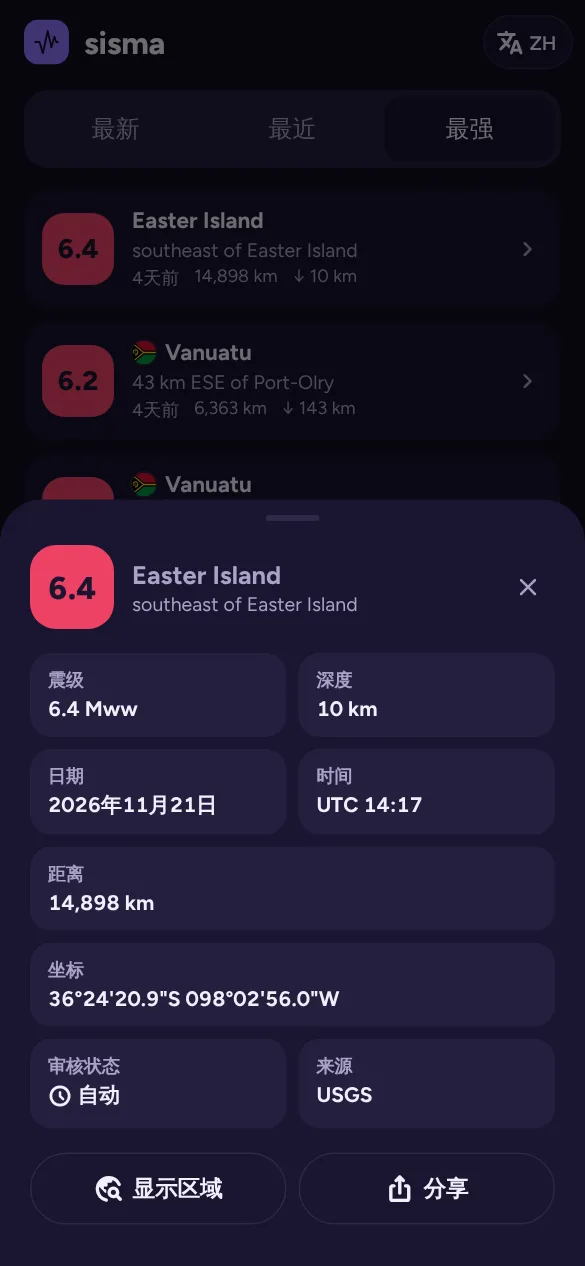 sisma
ZH
最新
最近
最强
6.4
Easter Island
southeast of Easter Island
4天前 14,898 km ↓ 10 km
6.2
Vanuatu
43 km ESE of Port-Olry
4天前 6,363 km ↓ 143 km
Vanuatu
6.4
Easter Island
southeast of Easter Island
震级
6.4 Mww
深度
10 km
日期
2026年11月21日
时间
UTC 14:17
距离
14,898 km
坐标
36°24'20.9"S 098°02'56.0"W
审核状态
自动
来源
USGS
显示区域
分享